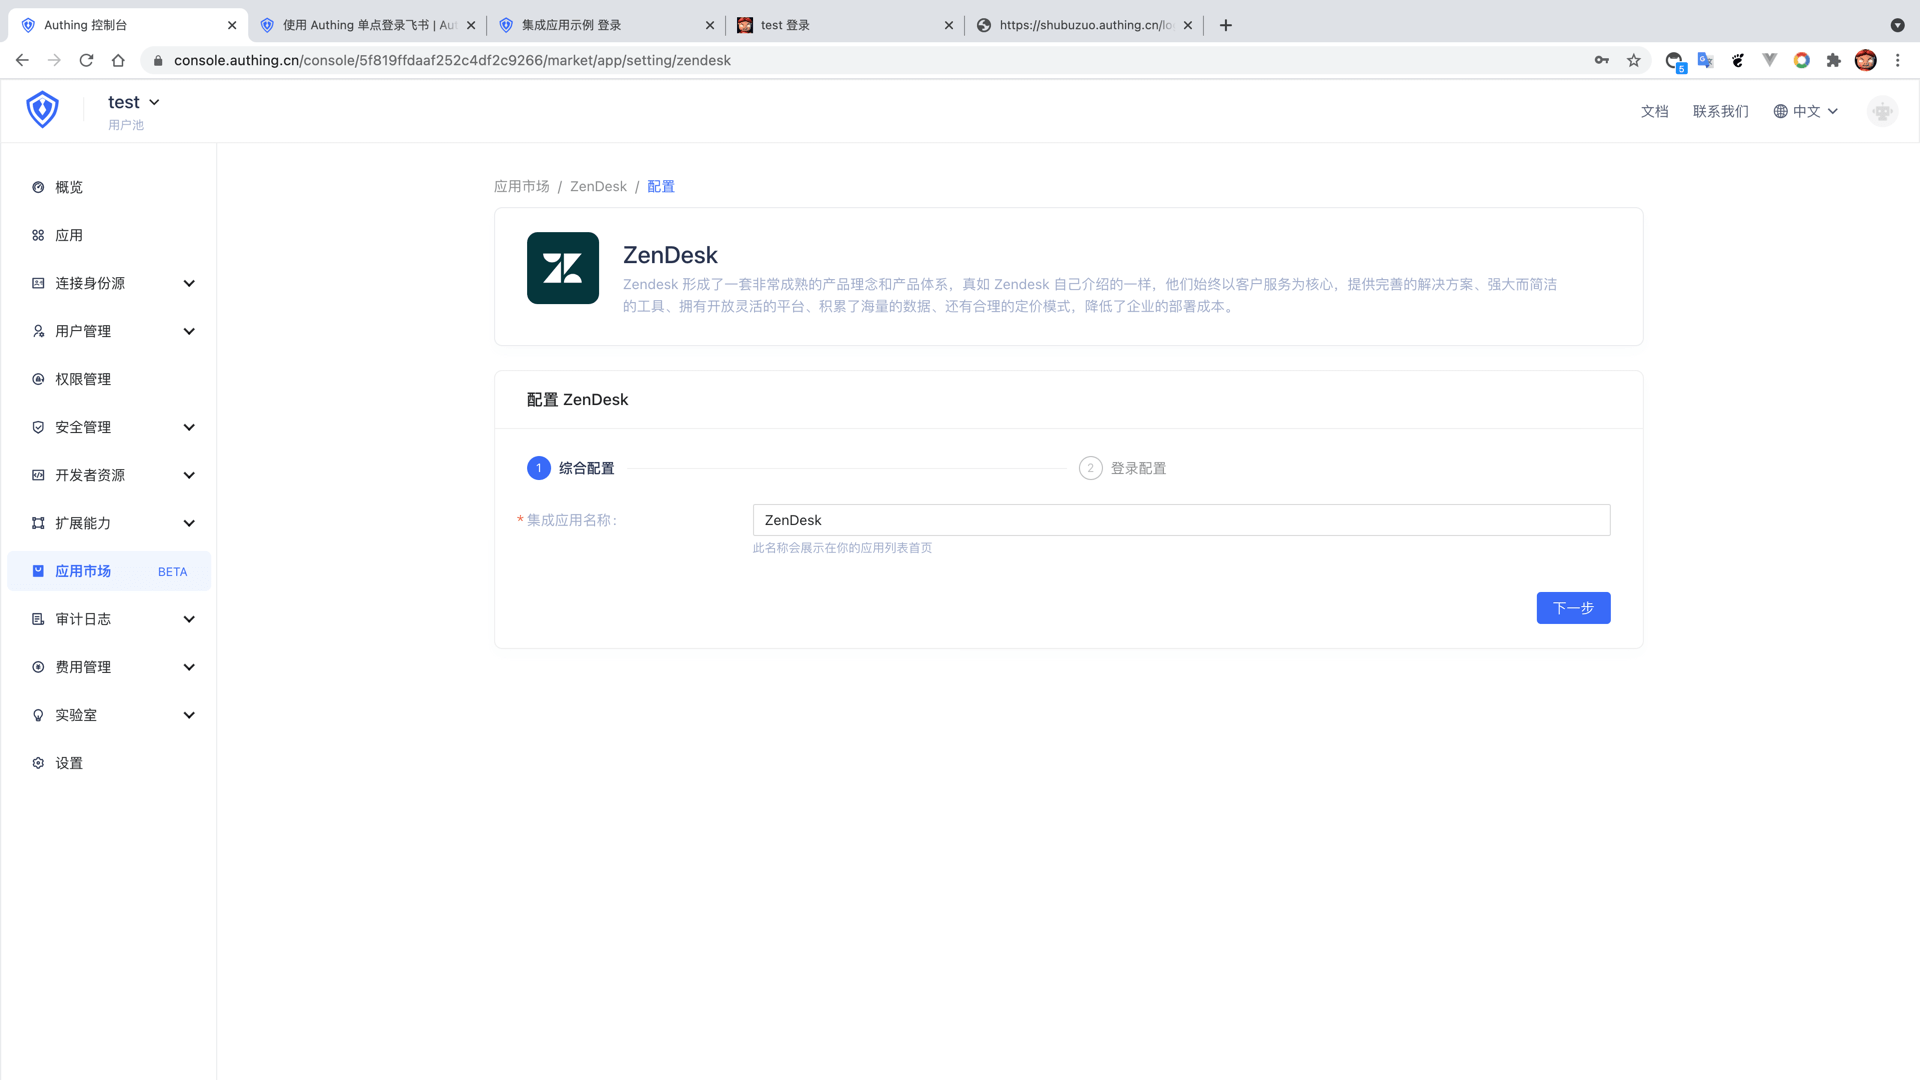 Authing 控制台
使用 Authing 单点登录飞书 | Aut
集成应用示例 登录
test 登录
https://shubuzuo.authing.cn/lo
console.authing.cn/console/5f819ffdaaf252c4df2c9266/market/app/setting/zendesk
5
test
用户池
文档
联系我们
中文
概览
应用
连接身份源
用户管理
权限管理
安全管理
开发者资源
扩展能力
应用市场 BETA
审计日志
费用管理
实验室
设置
应用市场 / ZenDesk / 配置
ZenDesk
Zendesk 形成了一套非常成熟的产品理念和产品体系，真如 Zendesk 自己介绍的一样，他们始终以客户服务为核心，提供完善的解决方案、强大而简洁
的工具、拥有开放灵活的平台、积累了海量的数据、还有合理的定价模式，降低了企业的部署成本。
配置 ZenDesk
1 综合配置
2 登录配置
* 集成应用名称:
ZenDesk
此名称会展示在你的应用列表首页
下一步